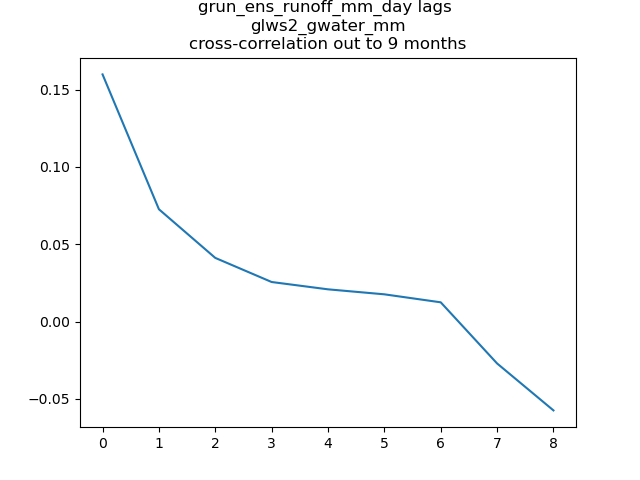 grun_ens_runoff_mm_day lags
glws2_gwater_mm
cross-correlation out to 9 months
0.15
0.10
0.05
0.00
−0.05
0 1 2 3 4 5 6 7 8